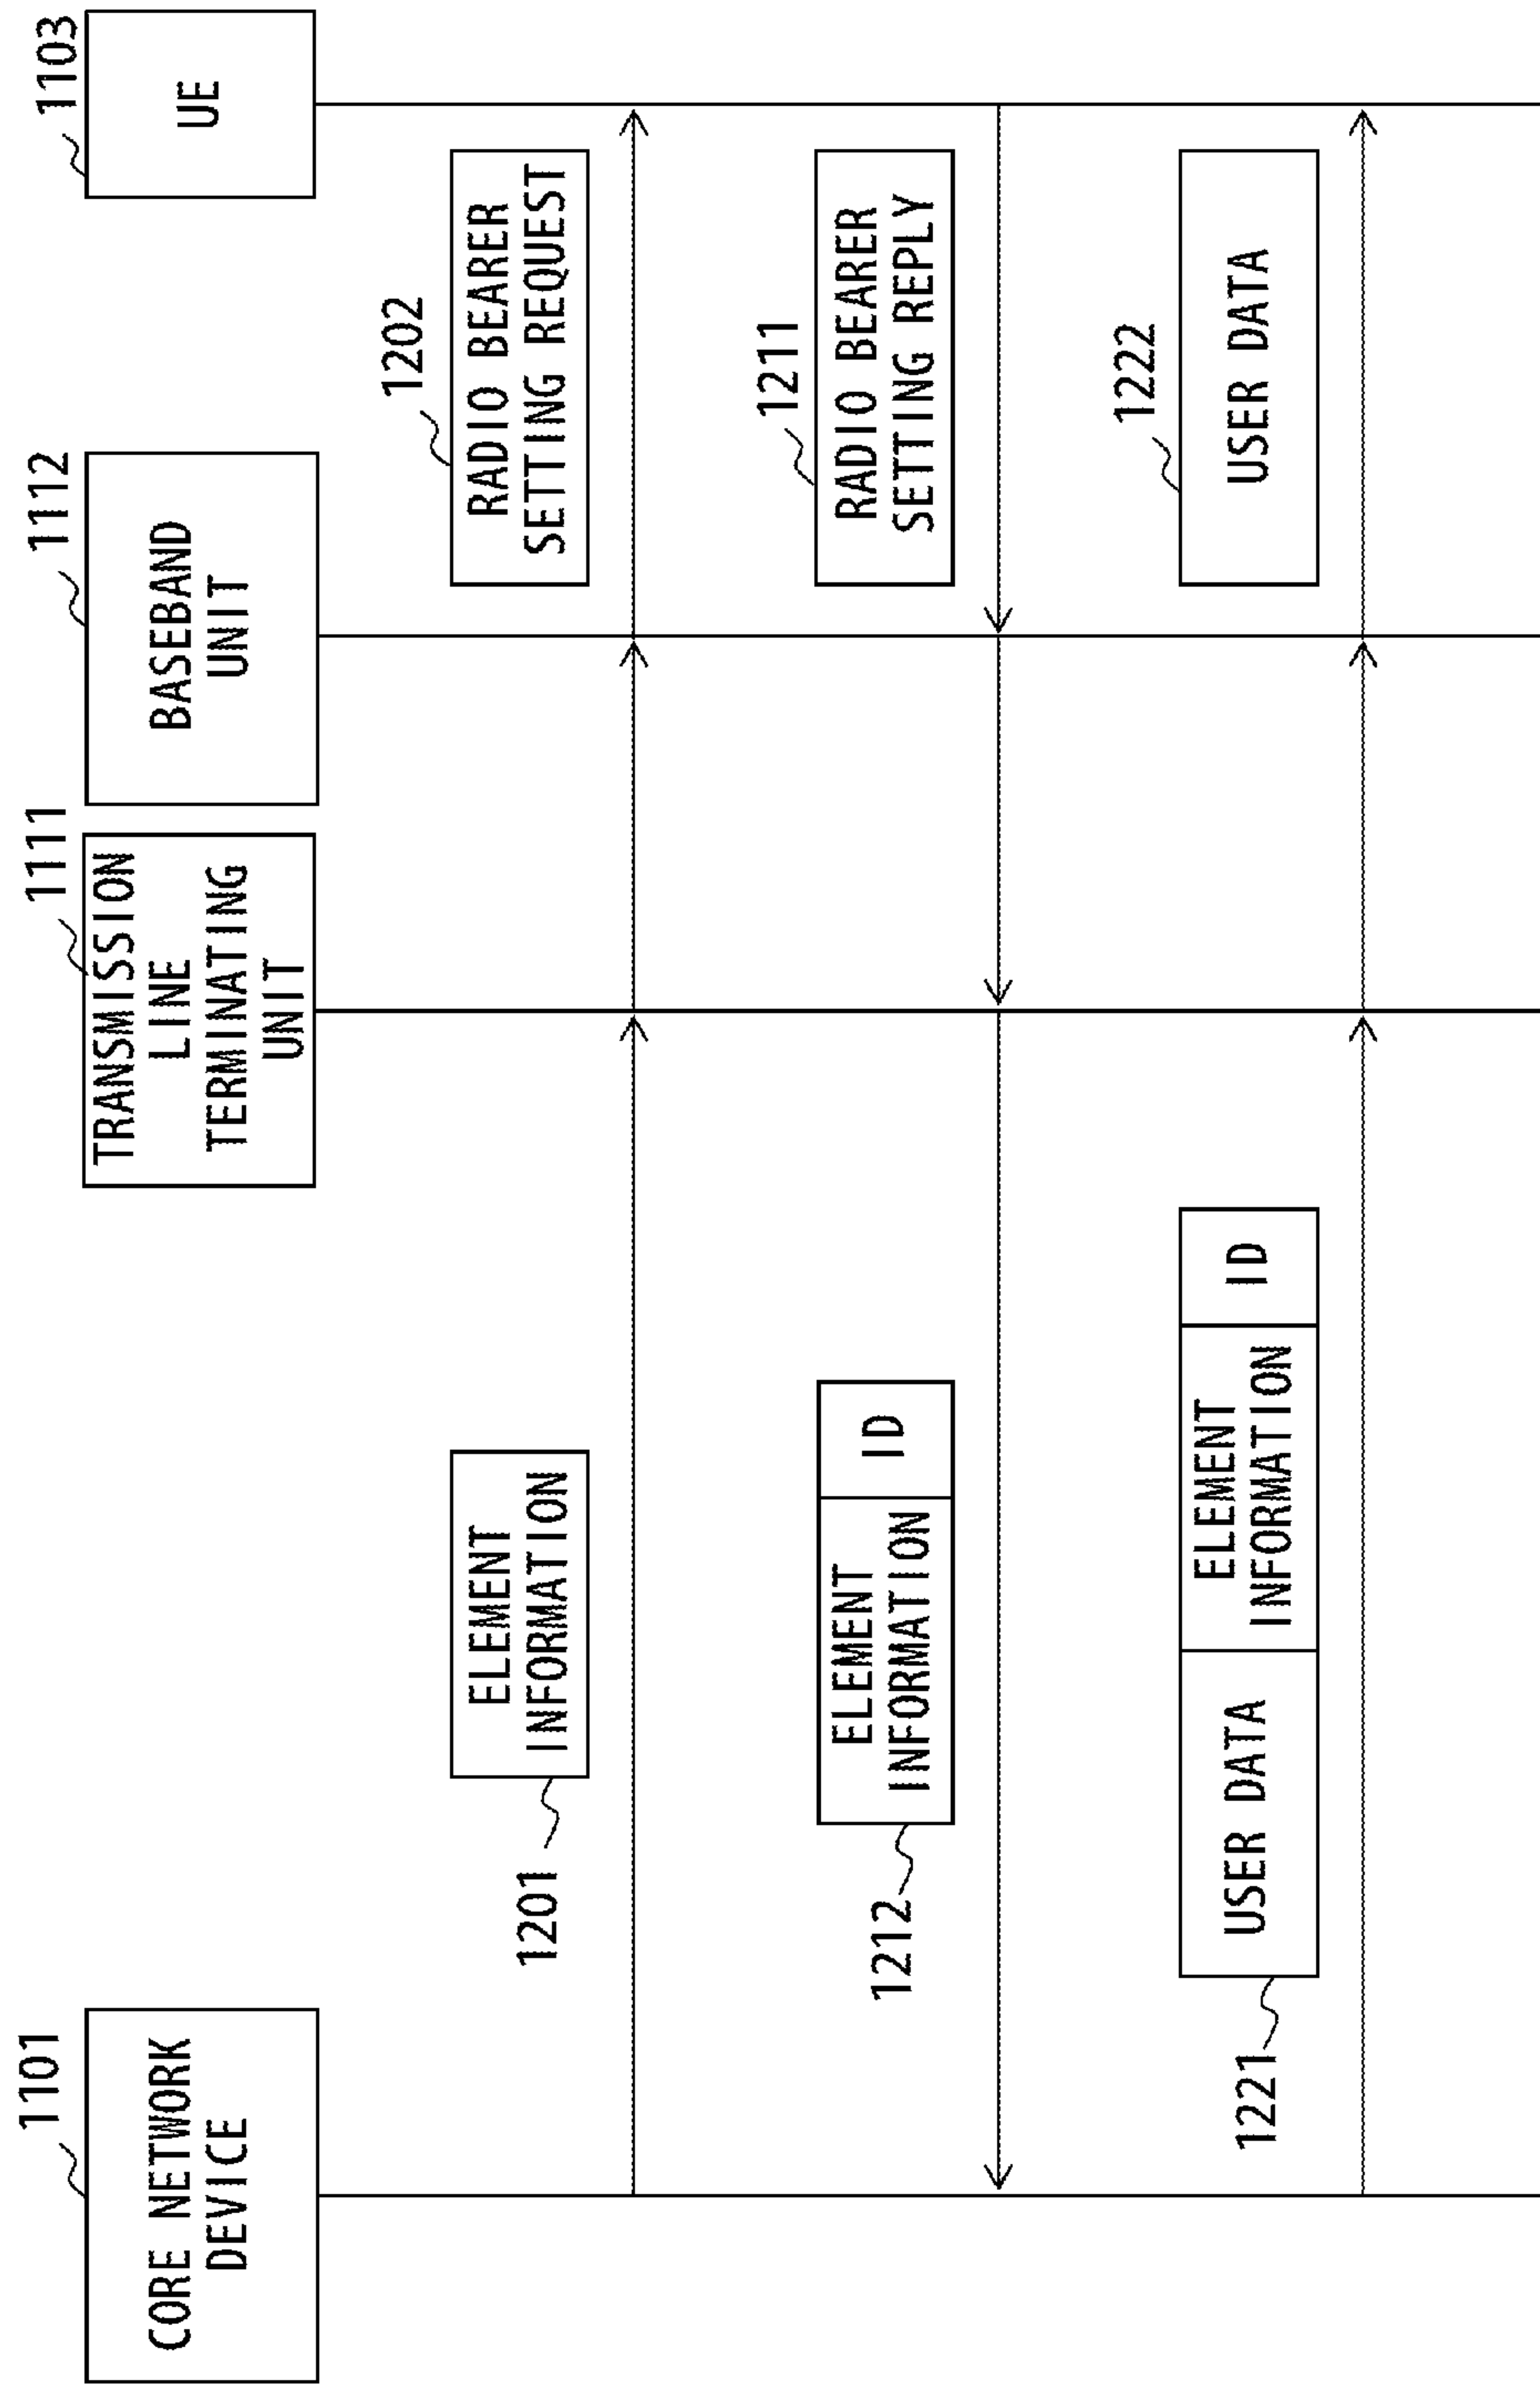 1101
CORE NETWORK
DEVICE
1111
TRANSMISSION
LINE
TERMINATING
UNIT
1112
BASEBAND
UNIT
1103
UE
1201
ELEMENT
INFORMATION
1202
RADIO BEARER
SETTING REQUEST
1212
ELEMENT
INFORMATION
ID
1211
RADIO BEARER
SETTING REPLY
1221
USER DATA
ELEMENT
INFORMATION
ID
1222
USER DATA